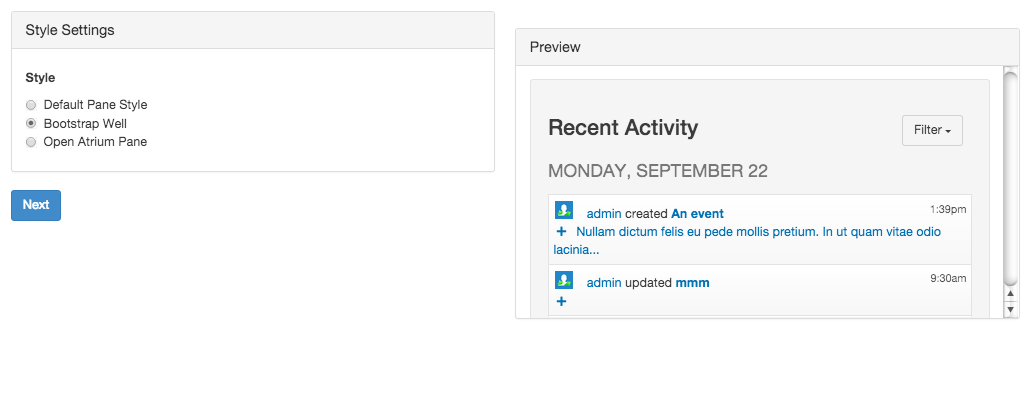 Style Settings
Style
Default Pane Style
Bootstrap Well
Open Atrium Pane
Next
Preview
Recent Activity
Filter
MONDAY, SEPTEMBER 22
admin created An event 1:39pm
+ Nullam dictum felis eu pede mollis pretium. In ut quam vitae odio
lacinia...
admin updated mmm 9:30am
+